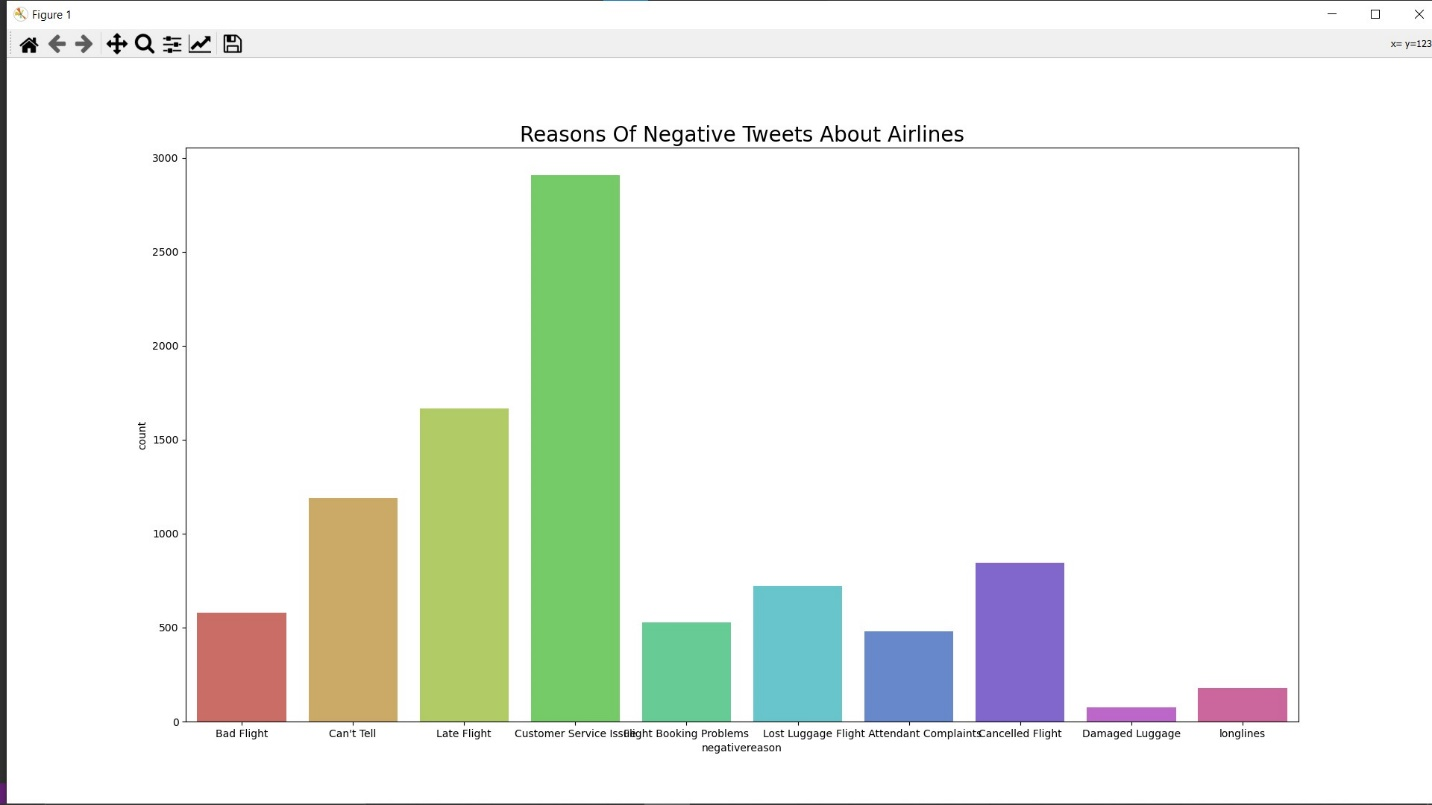 Figure 1
x= y=123
Reasons Of Negative Tweets About Airlines
3000
2500
2000
1500
1000
500
0
count
Bad Flight Can't Tell Late Flight Customer Service Issue Flight Booking Problems Lost Luggage Flight Attendant Complaints Cancelled Flight Damaged Luggage longlines
negativereason